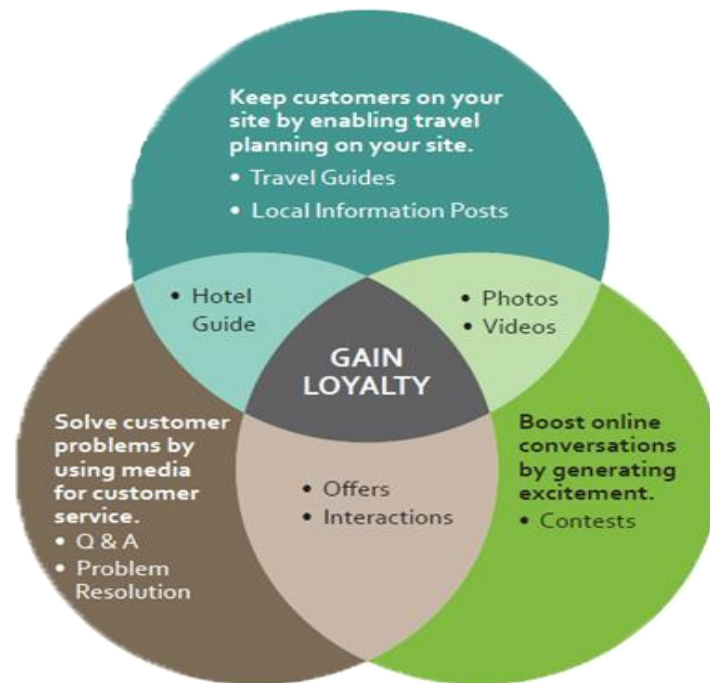 Keep customers on your
site by enabling travel
planning on your site.
• Travel Guides
• Local Information Posts
• Hotel
Guide
• Photos
• Videos
GAIN
LOYALTY
Solve customer
problems by
using media
for customer
service.
• Q & A
• Problem
Resolution
• Offers
• Interactions
Boost online
conversations
by generating
excitement.
• Contests